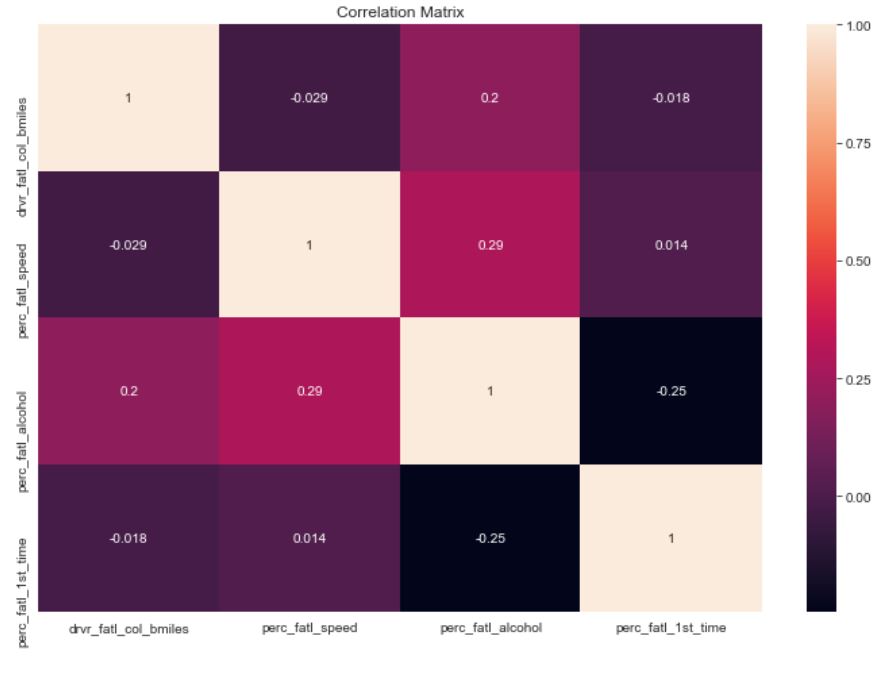 Correlation Matrix
drvr_fatl_col_bmiles
1
-0.029
0.2
-0.018
perc_fatl_speed
-0.029
1
0.29
0.014
perc_fatl_alcohol
0.2
0.29
1
-0.25
perc_fatl_1st_time
-0.018
0.014
-0.25
1
drvr_fatl_col_bmiles
perc_fatl_speed
perc_fatl_alcohol
perc_fatl_1st_time
1.00
0.75
0.50
0.25
0.00